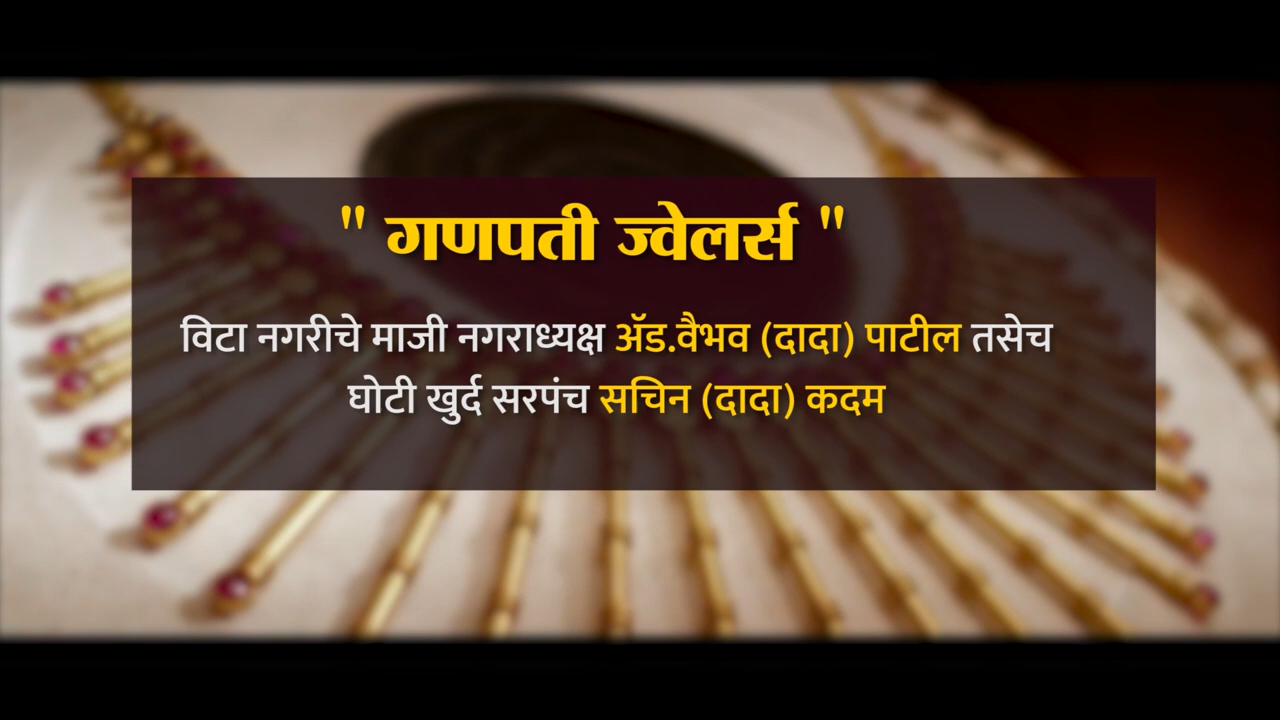 " गणपती ज्वेलर्स "
विटा नगरीचे माजी नगराध्यक्ष ॲड.वैभव (दादा) पाटील तसेच
घोटी खुर्द सरपंच सचिन (दादा) कदम